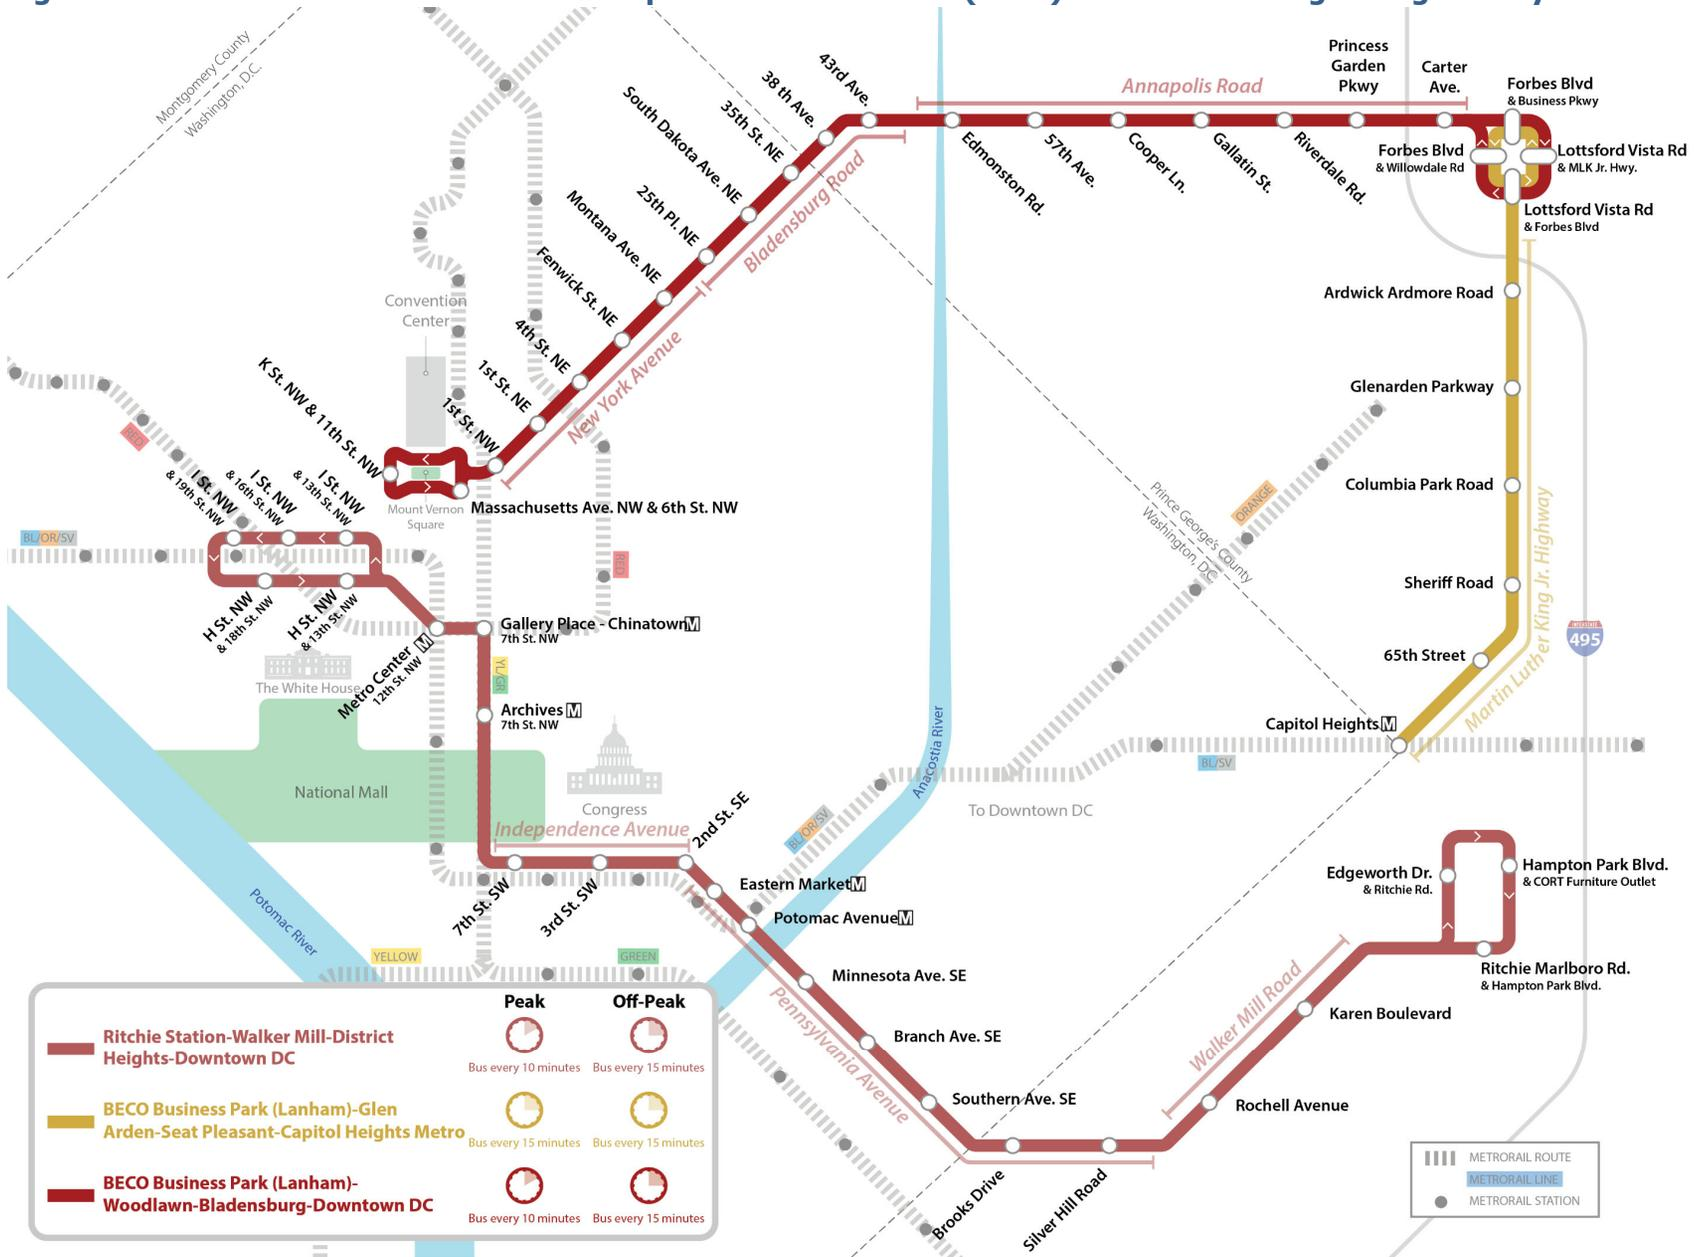 Montgomery County
Washington, D.C.
Convention
Center
K St. NW & 11th St. NW
1st St. NW
1st St. NE
4th St. NE
Fenwick St. NE
Montana Ave. NE
25th Pl. NE
South Dakota Ave. NE
35th St. NE
38 th Ave.
43rd Ave.
New York Avenue
Bladensburg Road
Annapolis Road
Edmonston Rd.
57th Ave.
Cooper Ln.
Gallatin St.
Riverdale Rd.
Princess
Garden
Pkwy
Carter
Ave.
Forbes Blvd
& Business Pkwy
Forbes Blvd
& Willowdale Rd
Lottsford Vista Rd
& MLK Jr. Hwy.
Lottsford Vista Rd
& Forbes Blvd
Ardwick Ardmore Road
Glenarden Parkway
Columbia Park Road
Sheriff Road
65th Street
Capitol Heights M
Martin Luther King Jr. Highway
495
Prince George's County
Washington, DC
ORANGE
BL/SV
To Downtown DC
Anacostia River
Mount Vernon
Square
Massachusetts Ave. NW & 6th St. NW
RED
RED
BL/OR/SV
I St. NW
& 19th St. NW
I St. NW
& 16th St. NW
I St. NW
& 13th St. NW
H St. NW
& 18th St. NW
H St. NW
& 13th St. NW
The White House
Metro Center M
12th St. NW
Gallery Place - Chinatown M
7th St. NW
YL/GR
Archives M
7th St. NW
National Mall
Congress
Independence Avenue
7th St. SW
3rd St. SW
2nd St. SE
BL/OR/SV
Eastern Market M
Potomac Avenue M
Minnesota Ave. SE
Branch Ave. SE
Southern Ave. SE
Pennsylvania Avenue
Brooks Drive
Silver Hill Road
Walker Mill Road
Rochell Avenue
Karen Boulevard
Edgeworth Dr.
& Ritchie Rd.
Hampton Park Blvd.
& CORT Furniture Outlet
Ritchie Marlboro Rd.
& Hampton Park Blvd.
Potomac River
YELLOW
GREEN
Peak
Off-Peak
Ritchie Station-Walker Mill-District
Heights-Downtown DC
Bus every 10 minutes
Bus every 15 minutes
BECO Business Park (Lanham)-Glen
Arden-Seat Pleasant-Capitol Heights Metro
Bus every 15 minutes
Bus every 15 minutes
BECO Business Park (Lanham)-
Woodlawn-Bladensburg-Downtown DC
Bus every 10 minutes
Bus every 15 minutes
METRORAIL ROUTE
METRORAIL LINE
METRORAIL STATION